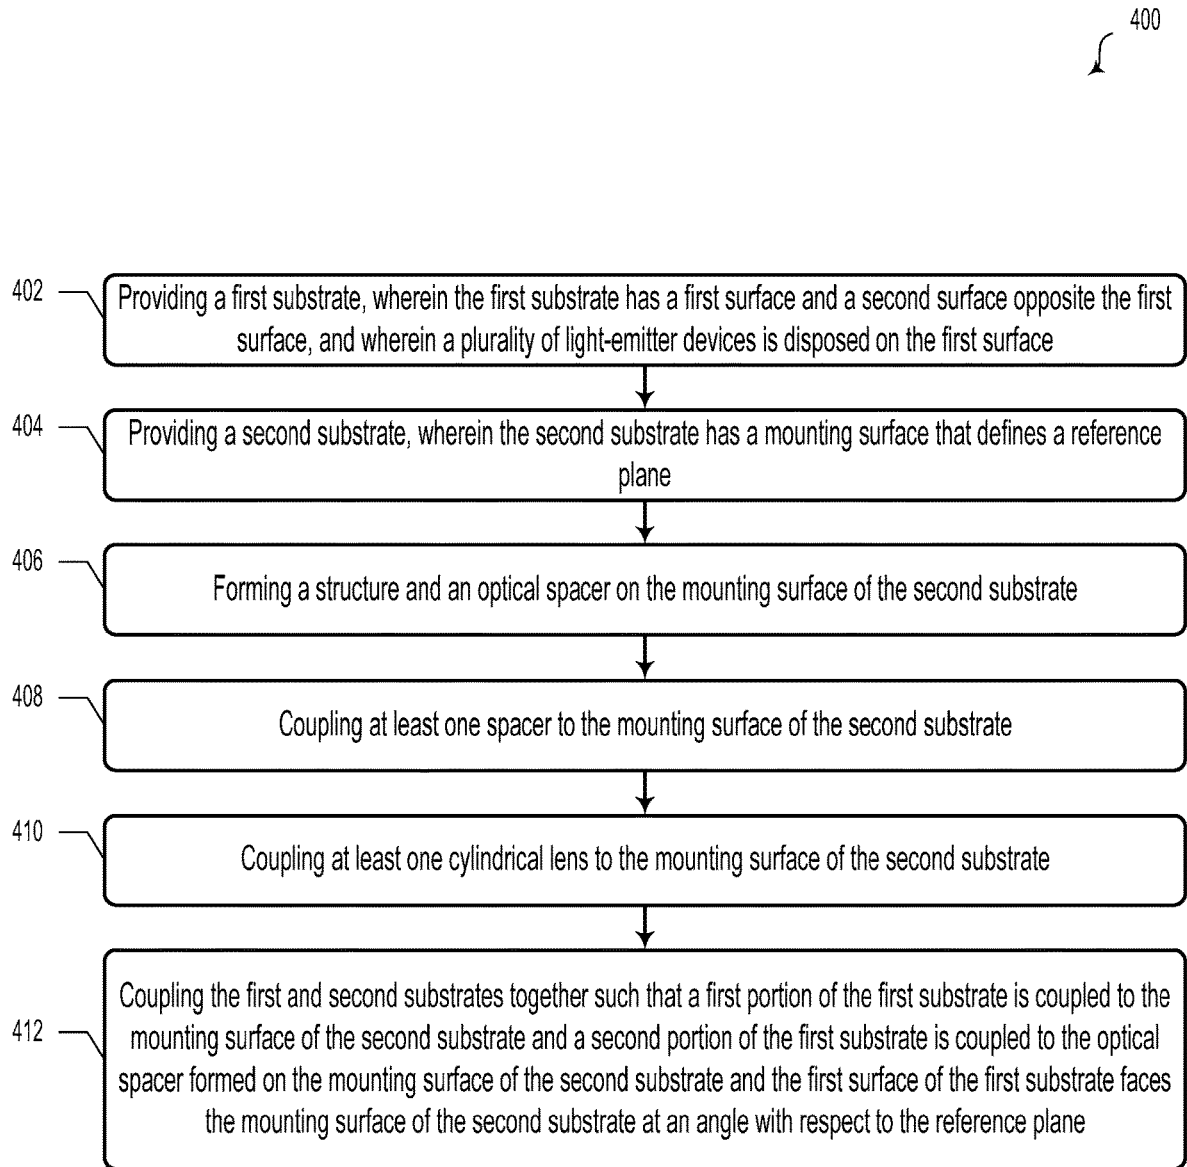 400
402
Providing a first substrate, wherein the first substrate has a first surface and a second surface opposite the first
surface, and wherein a plurality of light-emitter devices is disposed on the first surface
404
Providing a second substrate, wherein the second substrate has a mounting surface that defines a reference
plane
406
Forming a structure and an optical spacer on the mounting surface of the second substrate
408
Coupling at least one spacer to the mounting surface of the second substrate
410
Coupling at least one cylindrical lens to the mounting surface of the second substrate
412
Coupling the first and second substrates together such that a first portion of the first substrate is coupled to the
mounting surface of the second substrate and a second portion of the first substrate is coupled to the optical
spacer formed on the mounting surface of the second substrate and the first surface of the first substrate faces
the mounting surface of the second substrate at an angle with respect to the reference plane